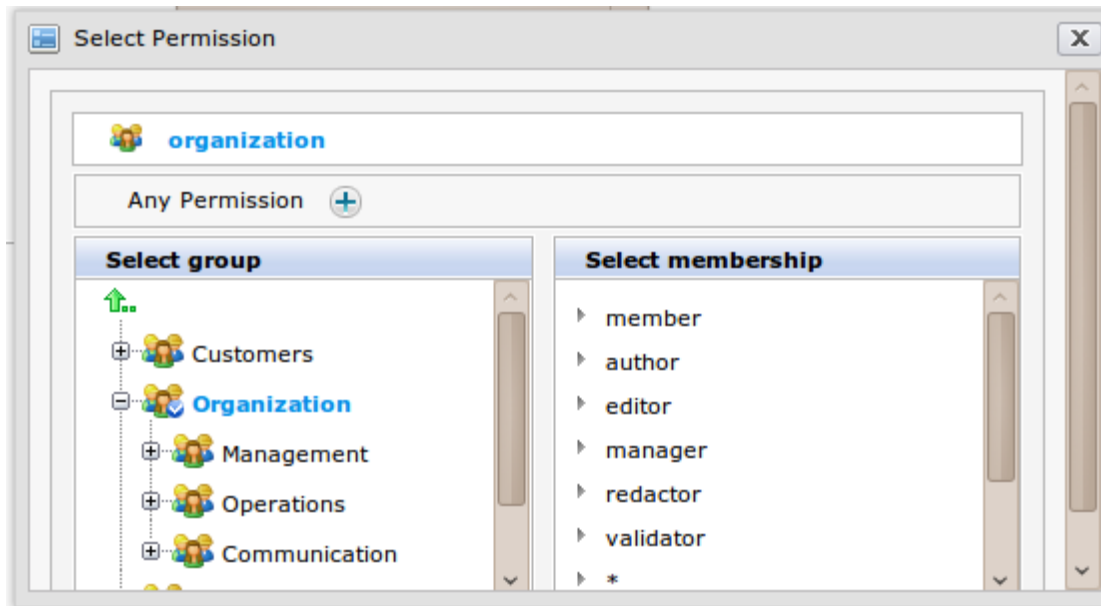 Select Permission
X
organization
Any Permission
Select group
..
Customers
Organization
Management
Operations
Communication
Select membership
member
author
editor
manager
redactor
validator
*